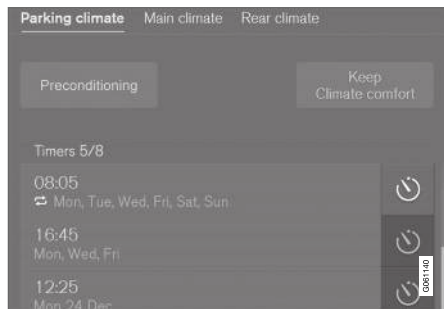 Parking climate Main climate Rear climate
Preconditioning
Keep
Climate comfort
Timers 5/8
08:05
Mon, Tue, Wed, Fri, Sat, Sun
16:45
Mon, Wed, Fri
12:25
Mon 24 Dec
G061140